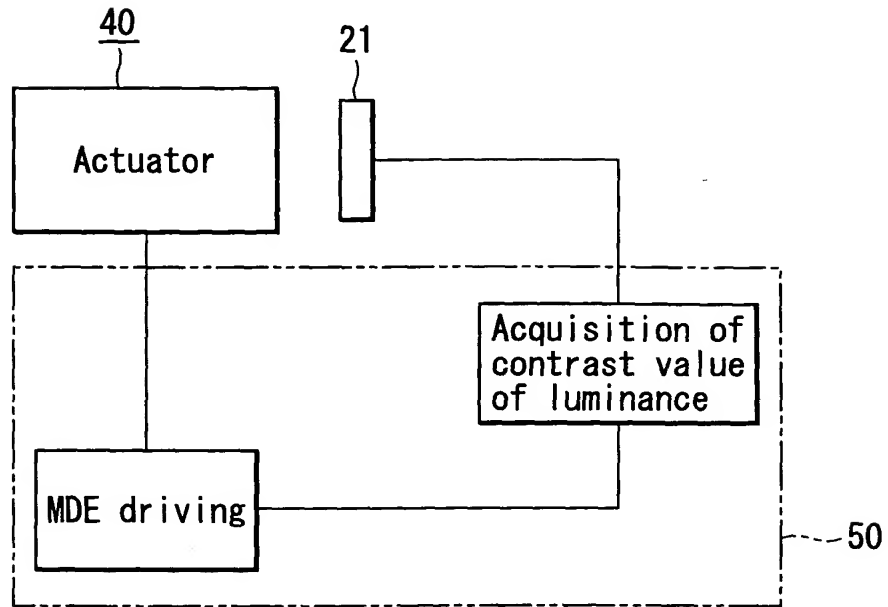 40
21
Actuator
Acquisition of
contrast value
of luminance
MDE driving
50